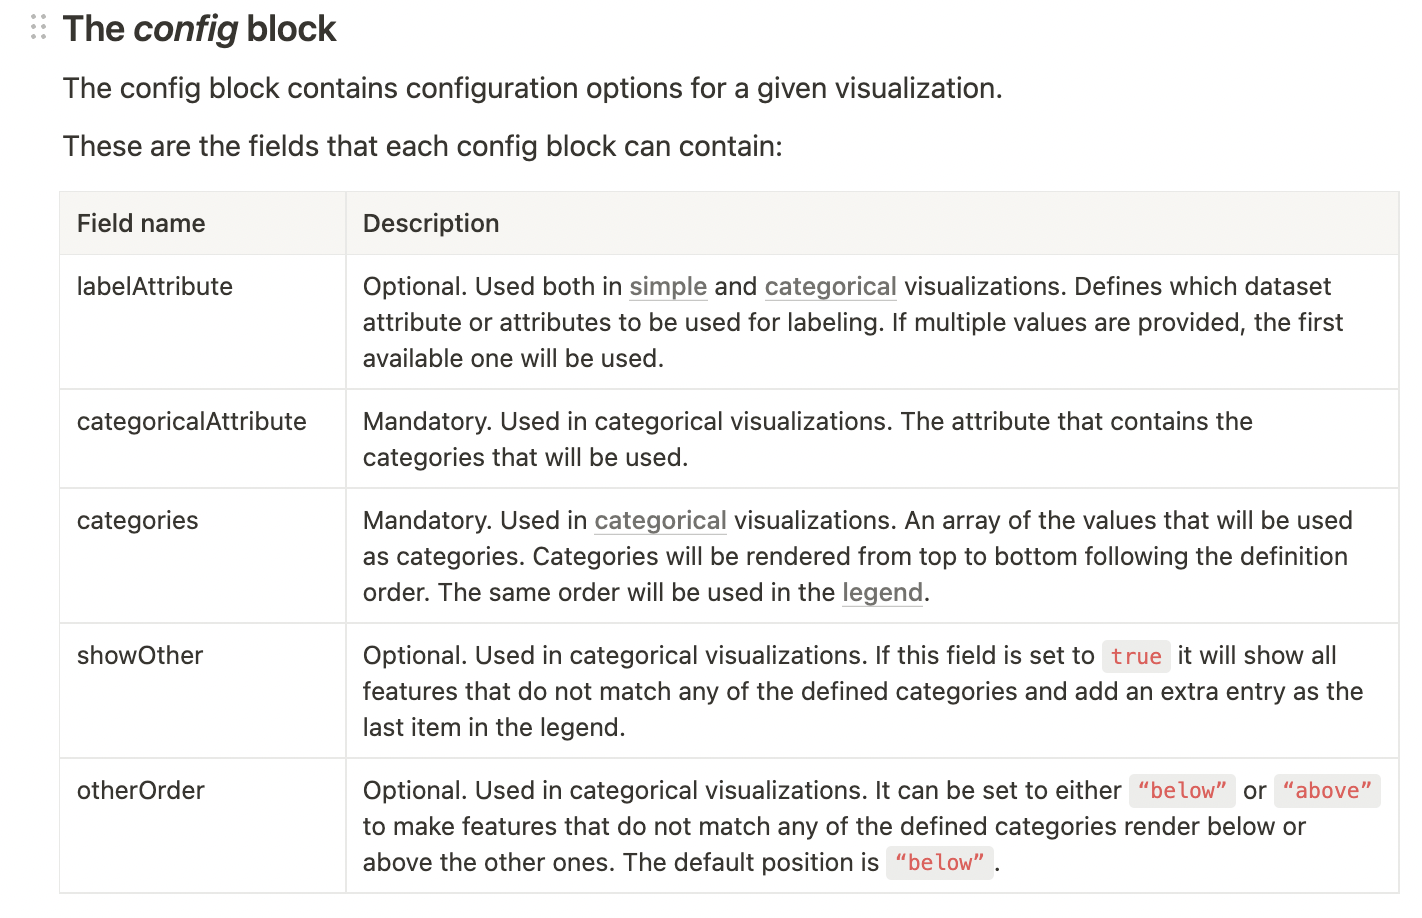 The config block
The config block contains configuration options for a given visualization.
These are the fields that each config block can contain:
Field name
Description
labelAttribute
Optional. Used both in simple and categorical visualizations. Defines which dataset
attribute or attributes to be used for labeling. If multiple values are provided, the first
available one will be used.
categoricalAttribute
Mandatory. Used in categorical visualizations. The attribute that contains the
categories that will be used.
categories
Mandatory. Used in categorical visualizations. An array of the values that will be used
as categories. Categories will be rendered from top to bottom following the definition
order. The same order will be used in the legend.
showOther
Optional. Used in categorical visualizations. If this field is set to true it will show all
features that do not match any of the defined categories and add an extra entry as the
last item in the legend.
otherOrder
Optional. Used in categorical visualizations. It can be set to either “below” or “above”
to make features that do not match any of the defined categories render below or
above the other ones. The default position is “below”.